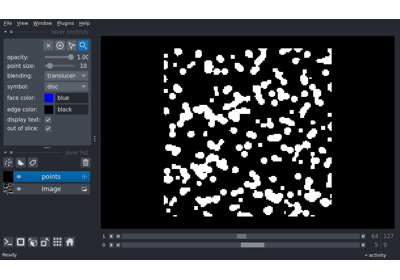 File View Window Plugins Help
layer controls
opacity: 1.00
point size: 10
blending: translucen
symbol: disc
face color: blue
edge color: black
display text:
out of slice:
layer list
points
Image
1 64 127
0 5 9
Ready activity